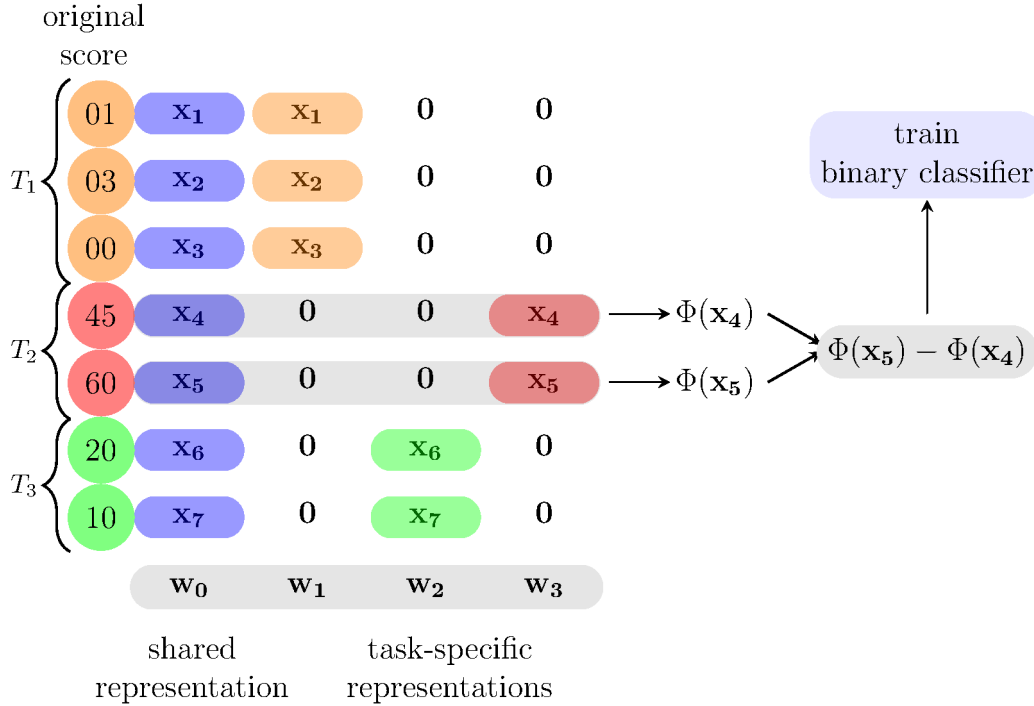 original
score
01 x₁ x₁ 0 0
train
binary classifier
T₁ 03 x₂ x₂ 0 0
00 x₃ x₃ 0 0
45 x₄ 0 0 x₄ Φ(x₄)
T₂
Φ(x₅) − Φ(x₄)
60 x₅ 0 0 x₅ Φ(x₅)
20 x₆ 0 x₆ 0
T₃
10 x₇ 0 x₇ 0
w₀ w₁ w₂ w₃
shared
representation
task-specific
representations